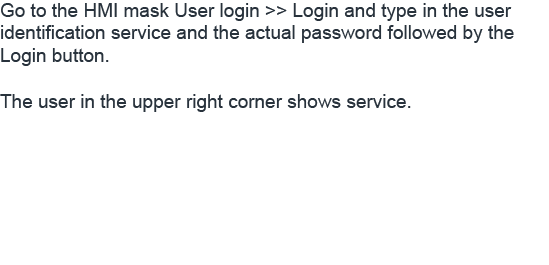 Go to the HMI mask User login >> Login and type in the user
identification service and the actual password followed by the
Login button.
The user in the upper right corner shows service.